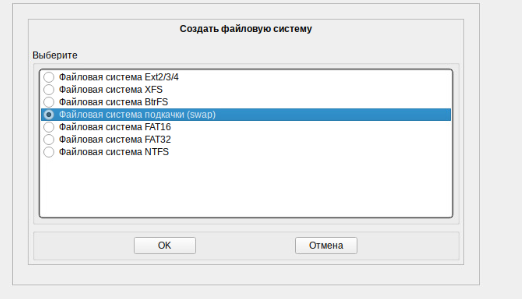 Создать файловую систему
Выберите
Файловая система Ext2/3/4
Файловая система XFS
Файловая система BtrFS
Файловая система подкачки (swap)
Файловая система FAT16
Файловая система FAT32
Файловая система NTFS
OK
Отмена